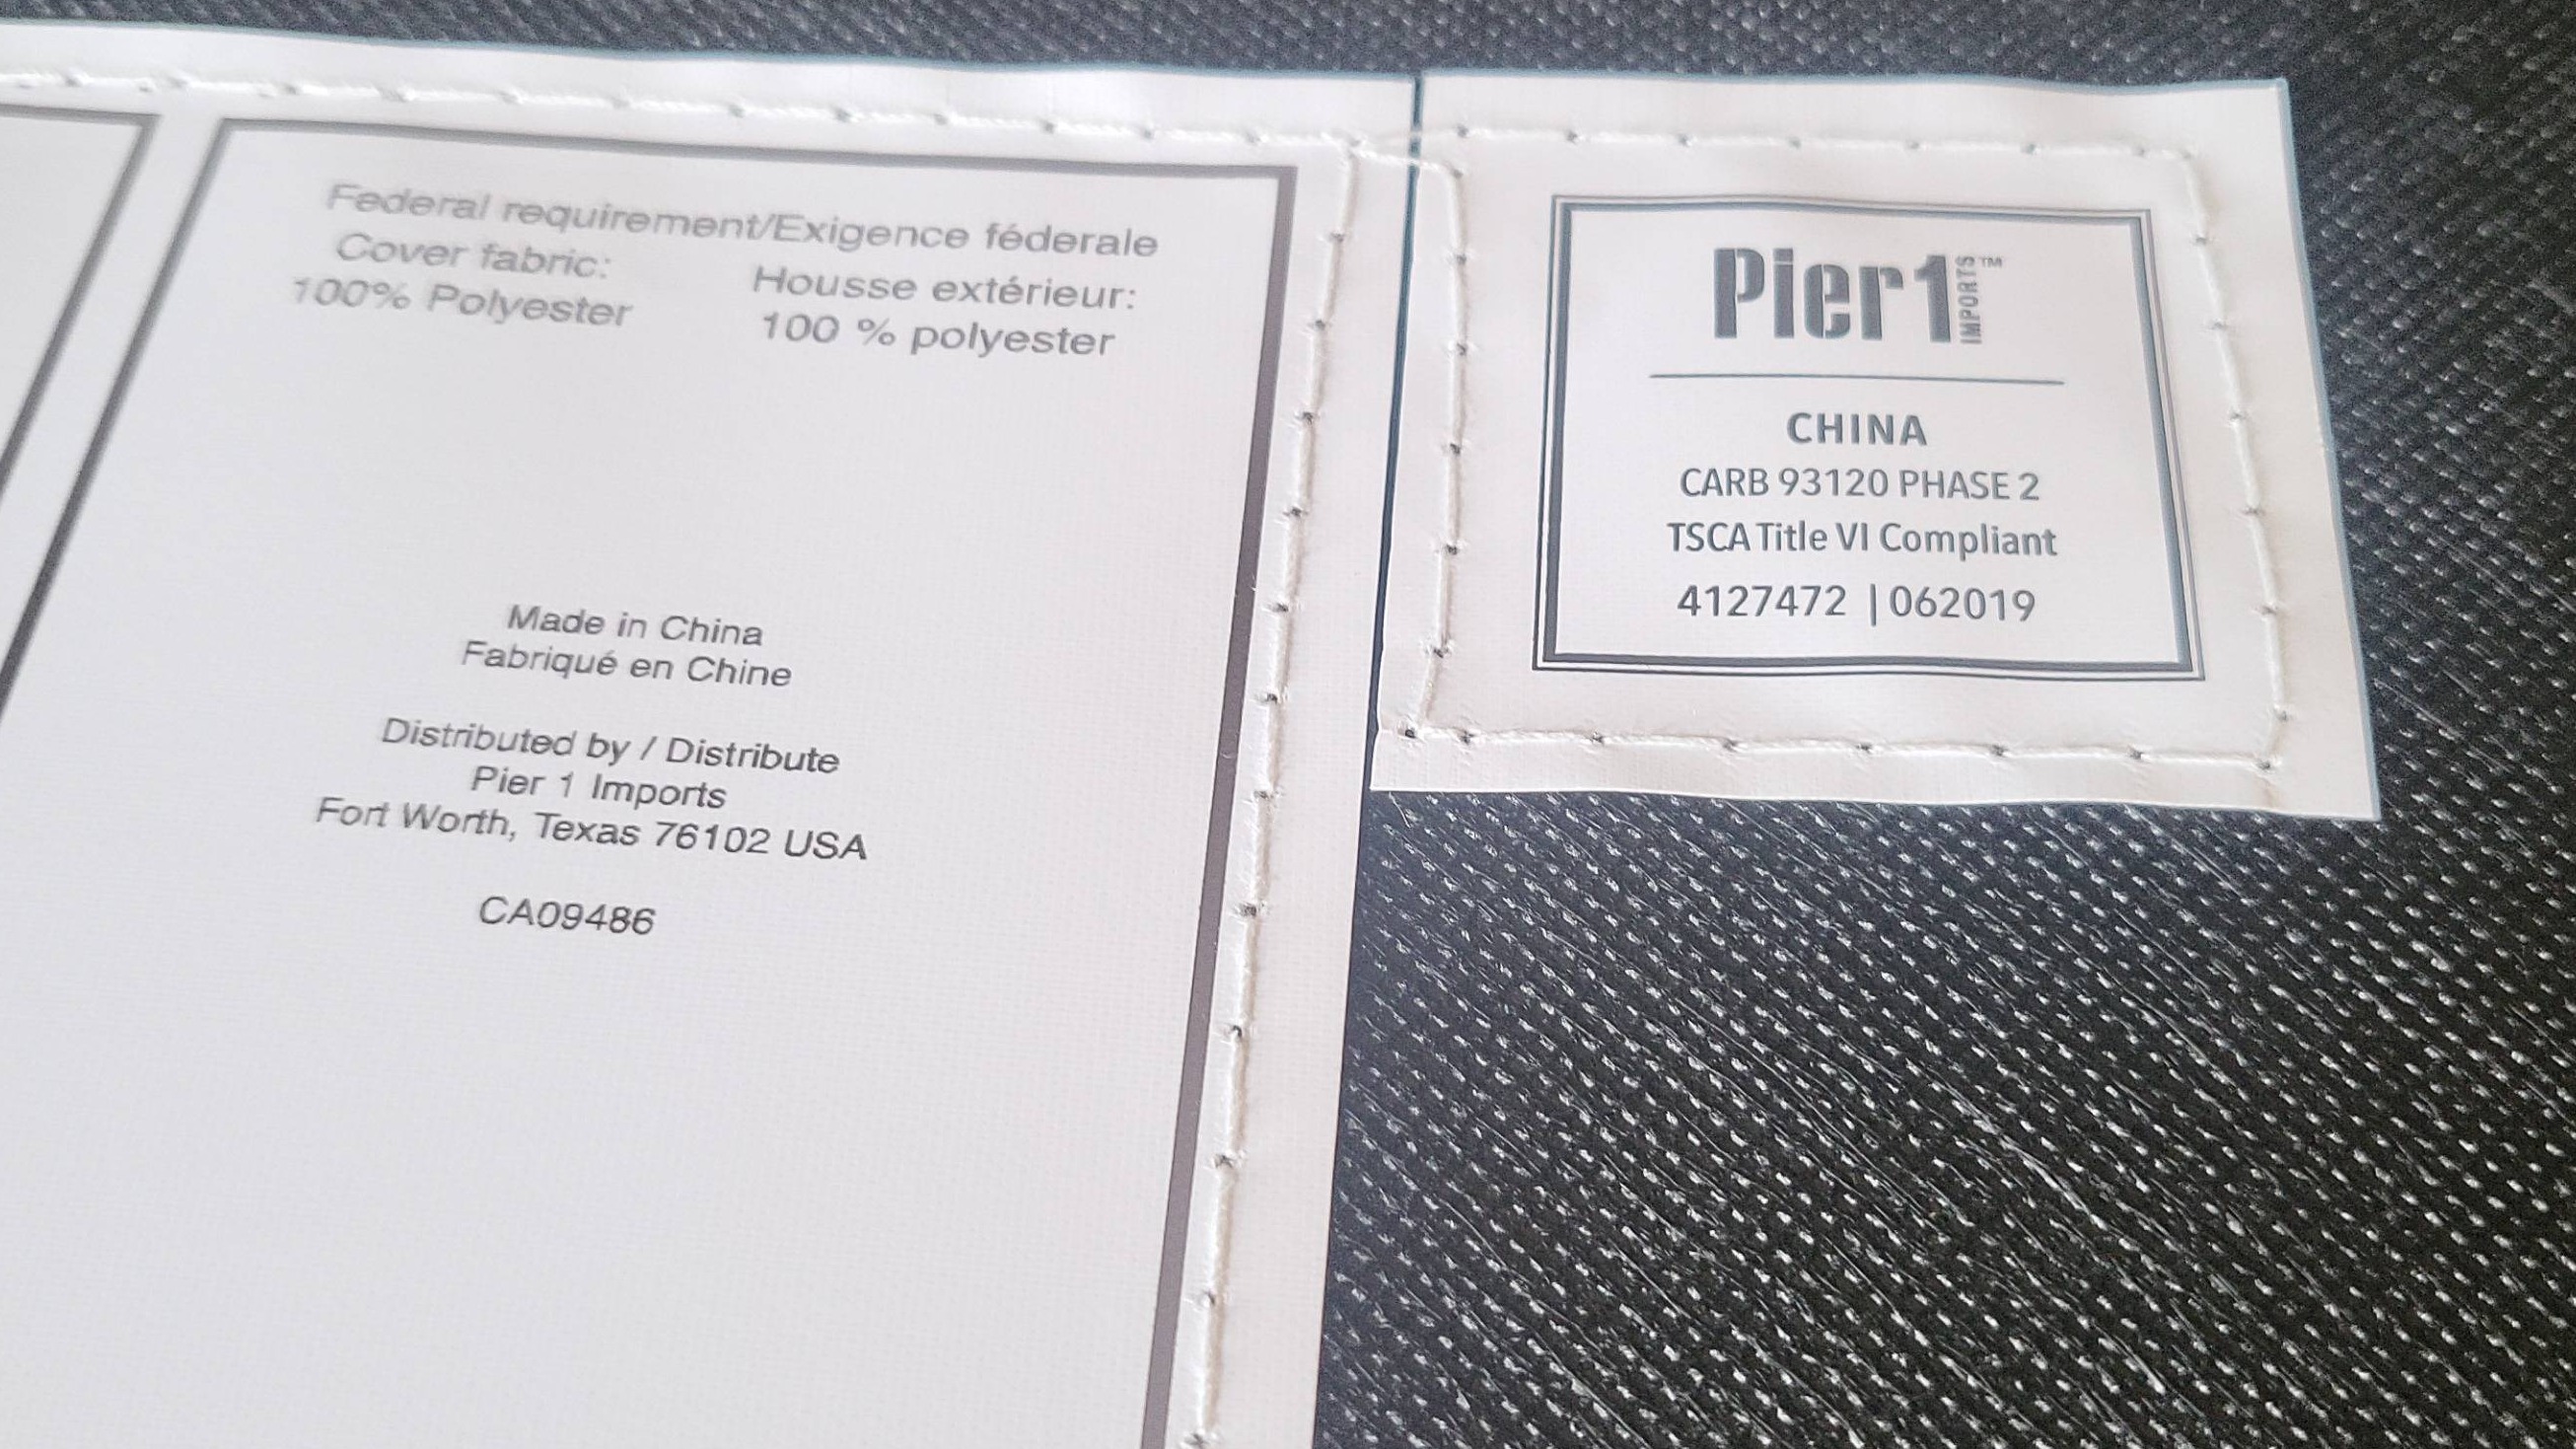 Federal requirement/Exigence féderale
Cover fabric:
100% Polyester
Housse extérieur:
100 % polyester
Made in China
Fabriqué en Chine
Distributed by / Distribute
Pier 1 Imports
Fort Worth, Texas 76102 USA
CA09486
Pier 1 IMPORTS™
CHINA
CARB 93120 PHASE 2
TSCA Title VI Compliant
4127472 | 062019